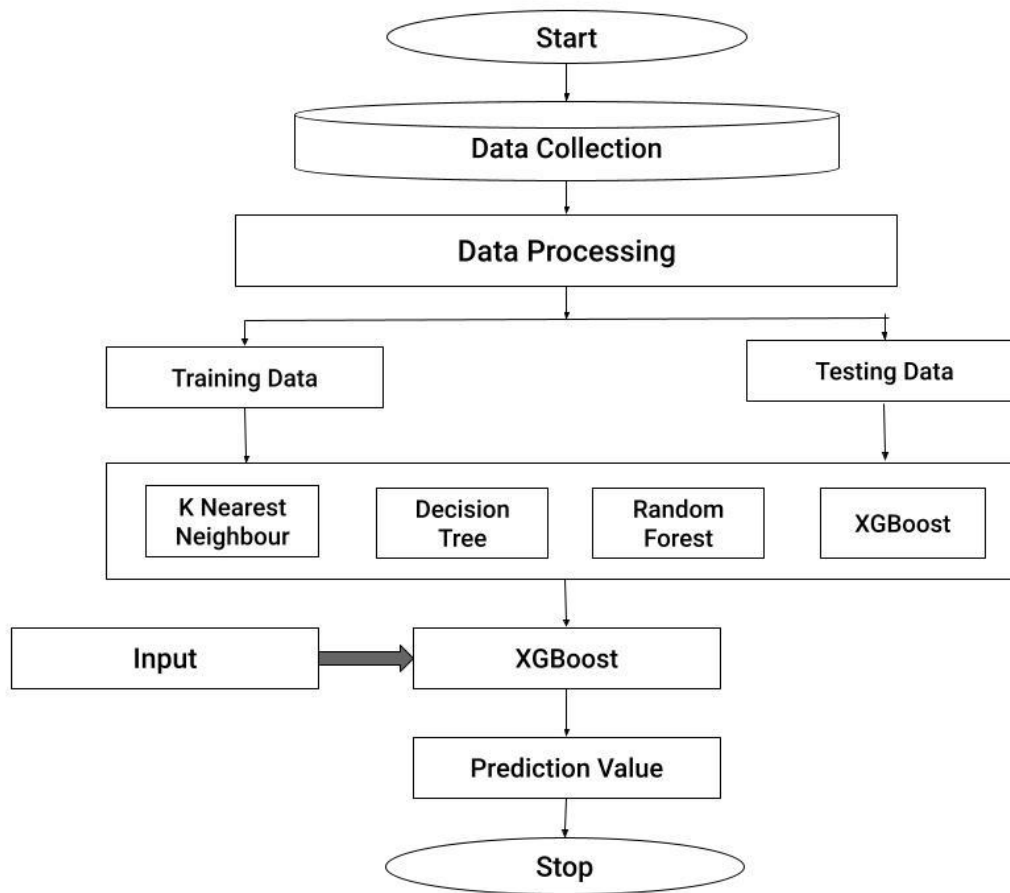 Start
Data Collection
Data Processing
Training Data
Testing Data
K Nearest
Neighbour
Decision
Tree
Random
Forest
XGBoost
Input
XGBoost
Prediction Value
Stop